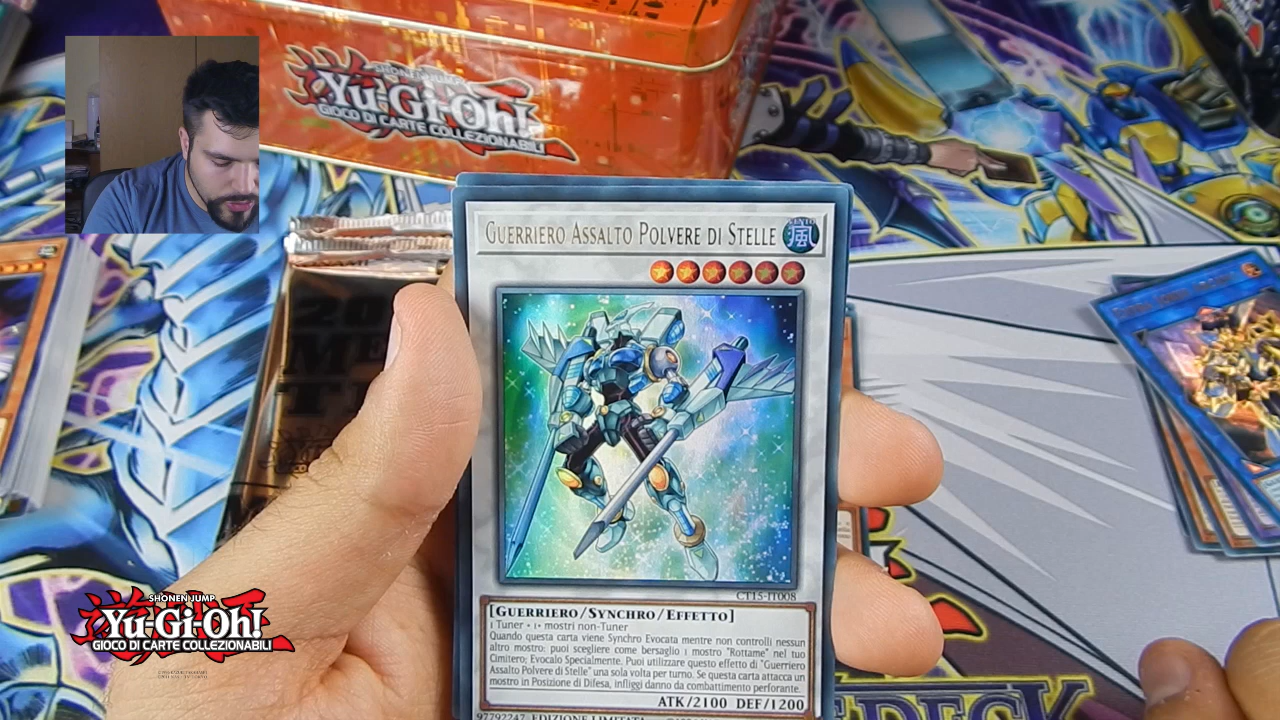 SHONEN JUMP
Yu-Gi-Oh!
GIOCO DI CARTE COLLEZIONABILI
GUERRIERO ASSALTO POLVERE DI STELLE
VENTO
風
CT15-IT008
[GUERRIERO/SYNCHRO/EFFETTO]
1 Tuner + 1+ mostri non-Tuner
Quando questa carta viene Synchro Evocata mentre non controlli nessun
altro mostro: puoi scegliere come bersaglio 1 mostro "Rottame" nel tuo
Cimitero; Evocalo Specialmente. Puoi utilizzare questo effetto di "Guerriero
Assalto Polvere di Stelle" una sola volta per turno. Se questa carta attacca un
mostro in Posizione di Difesa, infliggi danno da combattimento perforante.
ATK/2100 DEF/1200
97792247 EDIZIONE LIMITATA
SHONEN JUMP
Yu-Gi-Oh!
GIOCO DI CARTE COLLEZIONABILI